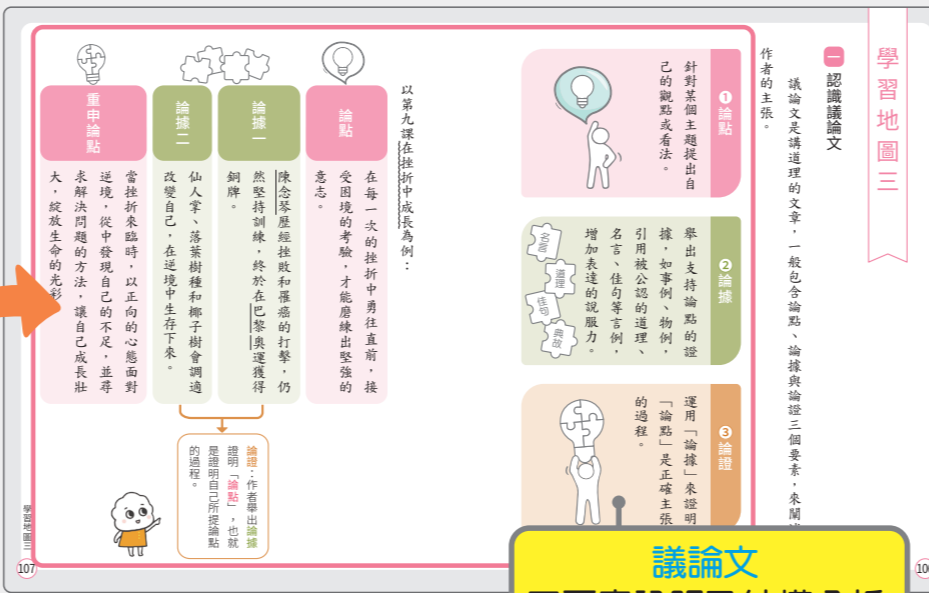 學習地圖三
一 認識議論文
議論文是講道理的文章，一般包含論點、論據與論證三個要素，來闡
作者的主張。
❶論點
針對某個主題提出自
己的觀點或看法。
❷論據
舉出支持論點的證
據，如事例、物例，
引用被公認的道理、
名言、佳句等言例，
增加表達的說服力。
名言
道理
佳句
典故
❸論證
運用「論據」來證明
「論點」是正確主張
的過程。
以第九課在挫折中成長為例：
論點
在每一次的挫折中勇往直前，接
受困境的考驗，才能磨練出堅強的
意志。
論據一
陳念琴歷經挫敗和罹癌的打擊，仍
然堅持訓練，終於在巴黎奧運獲得
銅牌。
論據二
仙人掌、落葉樹種和椰子樹會調適
改變自己，在逆境中生存下來。
重申論點
當挫折來臨時，以正向的心態面對
逆境，從中發現自己的不足，並尋
求解決問題的方法，讓自己成長壯
大，綻放生命的光彩
論證：作者舉出論據
證明「論點」，也就
是證明自己所提論點
的過程。
學習地圖三
107
議論文